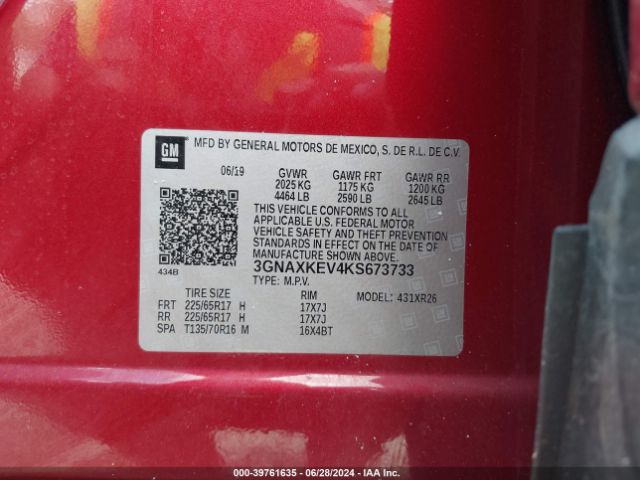 GM
MFD BY GENERAL MOTORS DE MEXICO, S. DE R.L. DE C.V.
06/19 GVWR GAWR FRT GAWR RR
2025 KG 1175 KG 1200 KG
4464 LB 2590 LB 2645 LB
THIS VEHICLE CONFORMS TO ALL
APPLICABLE U.S. FEDERAL MOTOR
VEHICLE SAFETY AND THEFT PREVENTION
STANDARDS IN EFFECT ON THE DATE OF
MANUFACTURE SHOWN ABOVE.
434B 3GNAXKEV4KS673733
TYPE: M.P.V.
TIRE SIZE RIM MODEL: 431XR26
FRT 225/65R17 H 17X7J
RR 225/65R17 H 17X7J
SPA T135/70R16 M 16X4BT
00-39761635 - 06/28/2024 - IAA Inc.